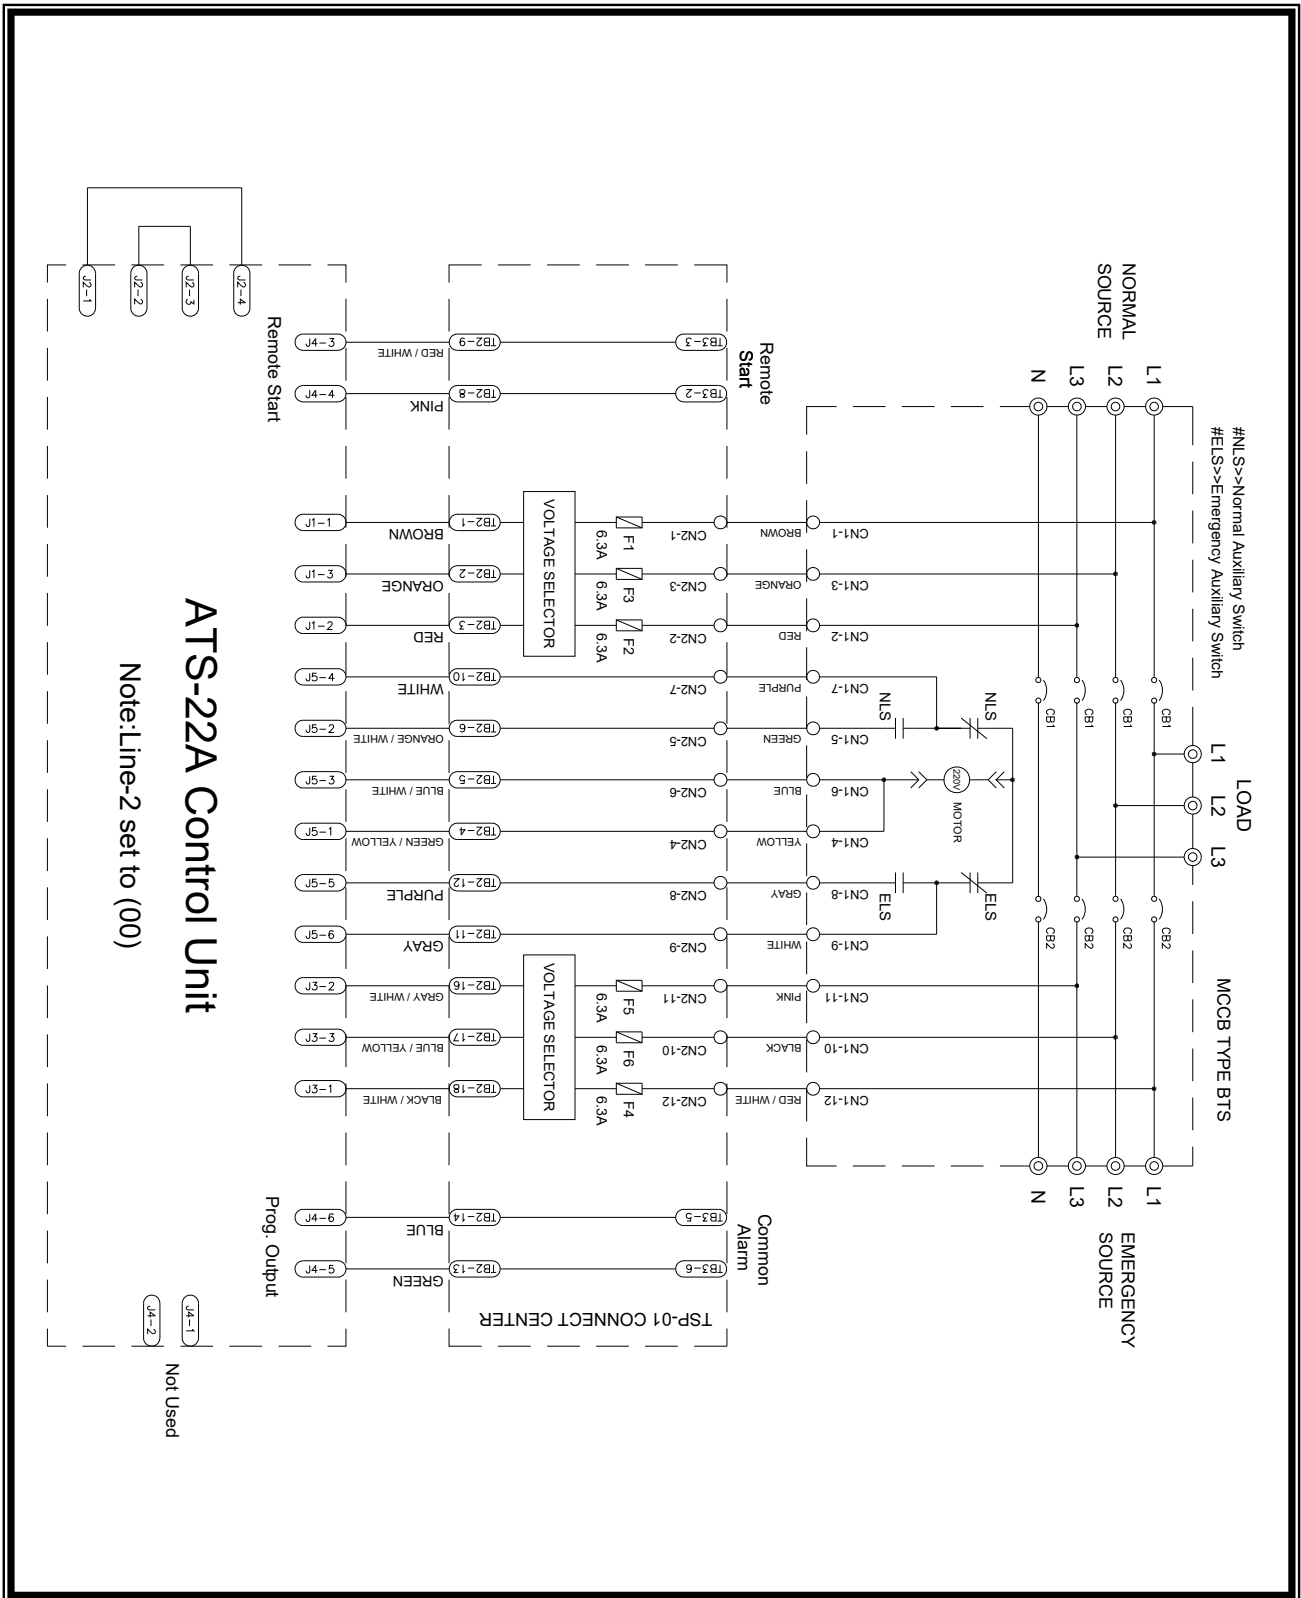 NORMAL
SOURCE
N
L3
L2
L1
#NLS>>Normal Auxiliary Switch
#ELS>>Emergency Auxiliary Switch
CB1
CB1
CB1
CB1
L1
L2
L3
LOAD
CB2
CB2
CB2
CB2
MCCB TYPE BTS
N
L3
L2
L1
EMERGENCY
SOURCE
NLS
NLS
220V
MOTOR
ELS
ELS
CN1-1
CN1-3
CN1-2
CN1-7
CN1-5
CN1-6
CN1-4
CN1-8
CN1-9
CN1-11
CN1-10
CN1-12
BROWN
ORANGE
RED
PURPLE
GREEN
BLUE
YELLOW
GRAY
WHITE
PINK
BLACK
RED / WHITE
Remote
Start
TB3-3
TB3-2
CN2-1
CN2-3
CN2-2
CN2-7
CN2-5
CN2-6
CN2-4
CN2-8
CN2-9
CN2-11
CN2-10
CN2-12
Common
Alarm
TB3-5
TB3-6
F1
6.3A
F3
6.3A
F2
6.3A
VOLTAGE SELECTOR
F5
6.3A
F6
6.3A
F4
6.3A
VOLTAGE SELECTOR
TSP-01 CONNECT CENTER
TB2-9
TB2-8
TB2-1
TB2-2
TB2-3
TB2-10
TB2-6
TB2-5
TB2-4
TB2-12
TB2-11
TB2-16
TB2-17
TB2-18
TB2-14
TB2-13
RED / WHITE
PINK
BROWN
ORANGE
RED
WHITE
ORANGE / WHITE
BLUE / WHITE
GREEN / YELLOW
PURPLE
GRAY
GRAY / WHITE
BLUE / YELLOW
BLACK / WHITE
BLUE
GREEN
J4-3
J4-4
J1-1
J1-3
J1-2
J5-4
J5-2
J5-3
J5-1
J5-5
J5-6
J3-2
J3-3
J3-1
J4-6
J4-5
Remote Start
Prog. Output
J2-4
J2-3
J2-2
J2-1
ATS-22A Control Unit
Note:Line-2 set to (00)
J4-1
J4-2
Not Used